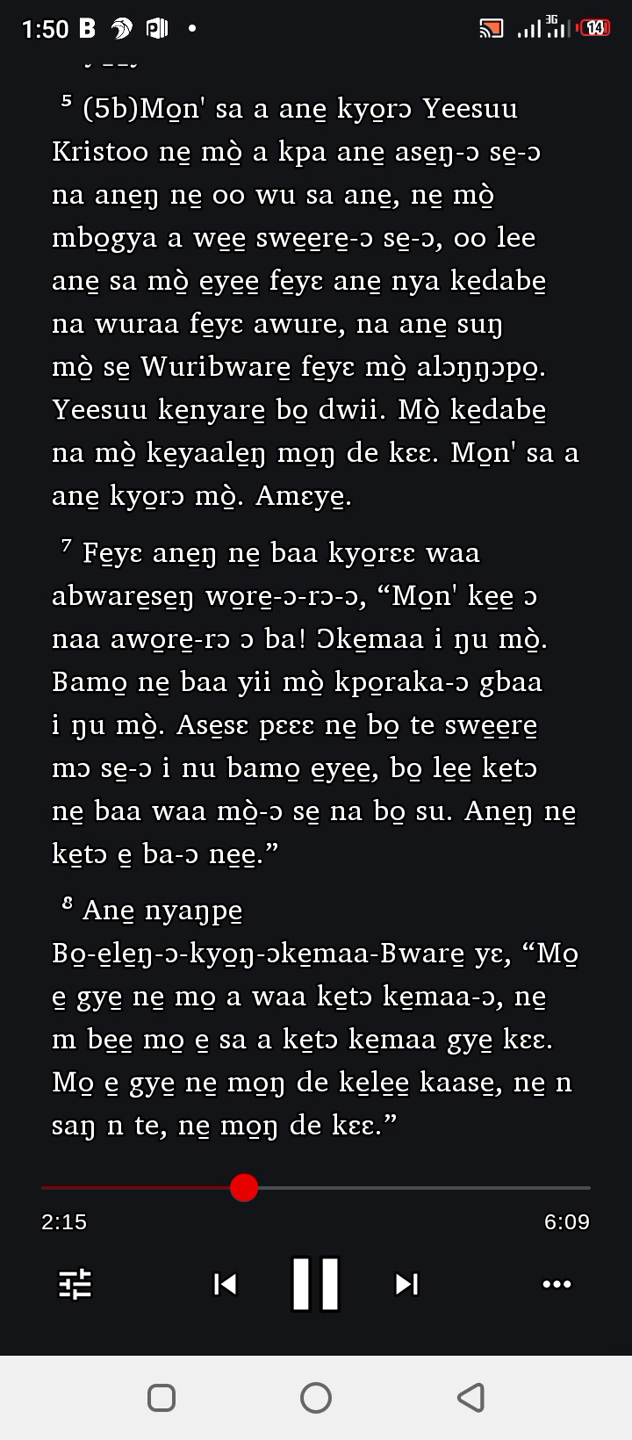 1:50
3G
14
⁵ (5b)Mo̱n' sa a ane̱ kyo̱rɔ Yeesuu
Kristoo ne̱ mò̱ a kpa ane̱ ase̱ŋ-ɔ se̱-ɔ
na ane̱ŋ ne̱ oo wu sa ane̱, ne̱ mò̱
mbo̱gya a we̱e̱ swe̱e̱re̱-ɔ se̱-ɔ, oo lee
ane̱ sa mò̱ e̱ye̱e̱ fe̱yɛ ane̱ nya ke̱dabe̱
na wuraa fe̱yɛ awure, na ane̱ suŋ
mò̱ se̱ Wuribware̱ fe̱yɛ mò̱ alɔŋŋɔpo̱.
Yeesuu ke̱nyare̱ bo̱ dwii. Mò̱ ke̱dabe̱
na mò̱ ke̱yaale̱ŋ mo̱ŋ de kɛɛ. Mo̱n' sa a
ane̱ kyo̱rɔ mò̱. Amɛye̱.
⁷ Fe̱yɛ ane̱ŋ ne̱ baa kyo̱rɛɛ waa
abware̱se̱ŋ wo̱re̱-ɔ-rɔ-ɔ, “Mo̱n' ke̱e̱ ɔ
naa awo̱re̱-rɔ ɔ ba! Ɔke̱maa i ŋu mò̱.
Bamo̱ ne̱ baa yii mò̱ kpo̱raka-ɔ gbaa
i ŋu mò̱. Ase̱sɛ pɛɛɛ ne̱ bo̱ te swe̱e̱re̱
mɔ se̱-ɔ i nu bamo̱ e̱ye̱e̱, bo̱ le̱e̱ ke̱tɔ
ne̱ baa waa mò̱-ɔ se̱ na bo̱ su. Ane̱ŋ ne̱
ke̱tɔ e̱ ba-ɔ ne̱e̱.”
⁸ Ane̱ nyaŋpe̱
Bo̱-e̱le̱ŋ-ɔ-kyo̱ŋ-ɔke̱maa-Bware̱ yɛ, “Mo̱
e̱ gye̱ ne̱ mo̱ a waa ke̱tɔ ke̱maa-ɔ, ne̱
m be̱e̱ mo̱ e̱ sa a ke̱tɔ ke̱maa gye̱ kɛɛ.
Mo̱ e̱ gye̱ ne̱ mo̱ŋ de ke̱le̱e̱ kaase̱, ne̱ n
saŋ n te, ne̱ mo̱ŋ de kɛɛ.”
2:15
6:09